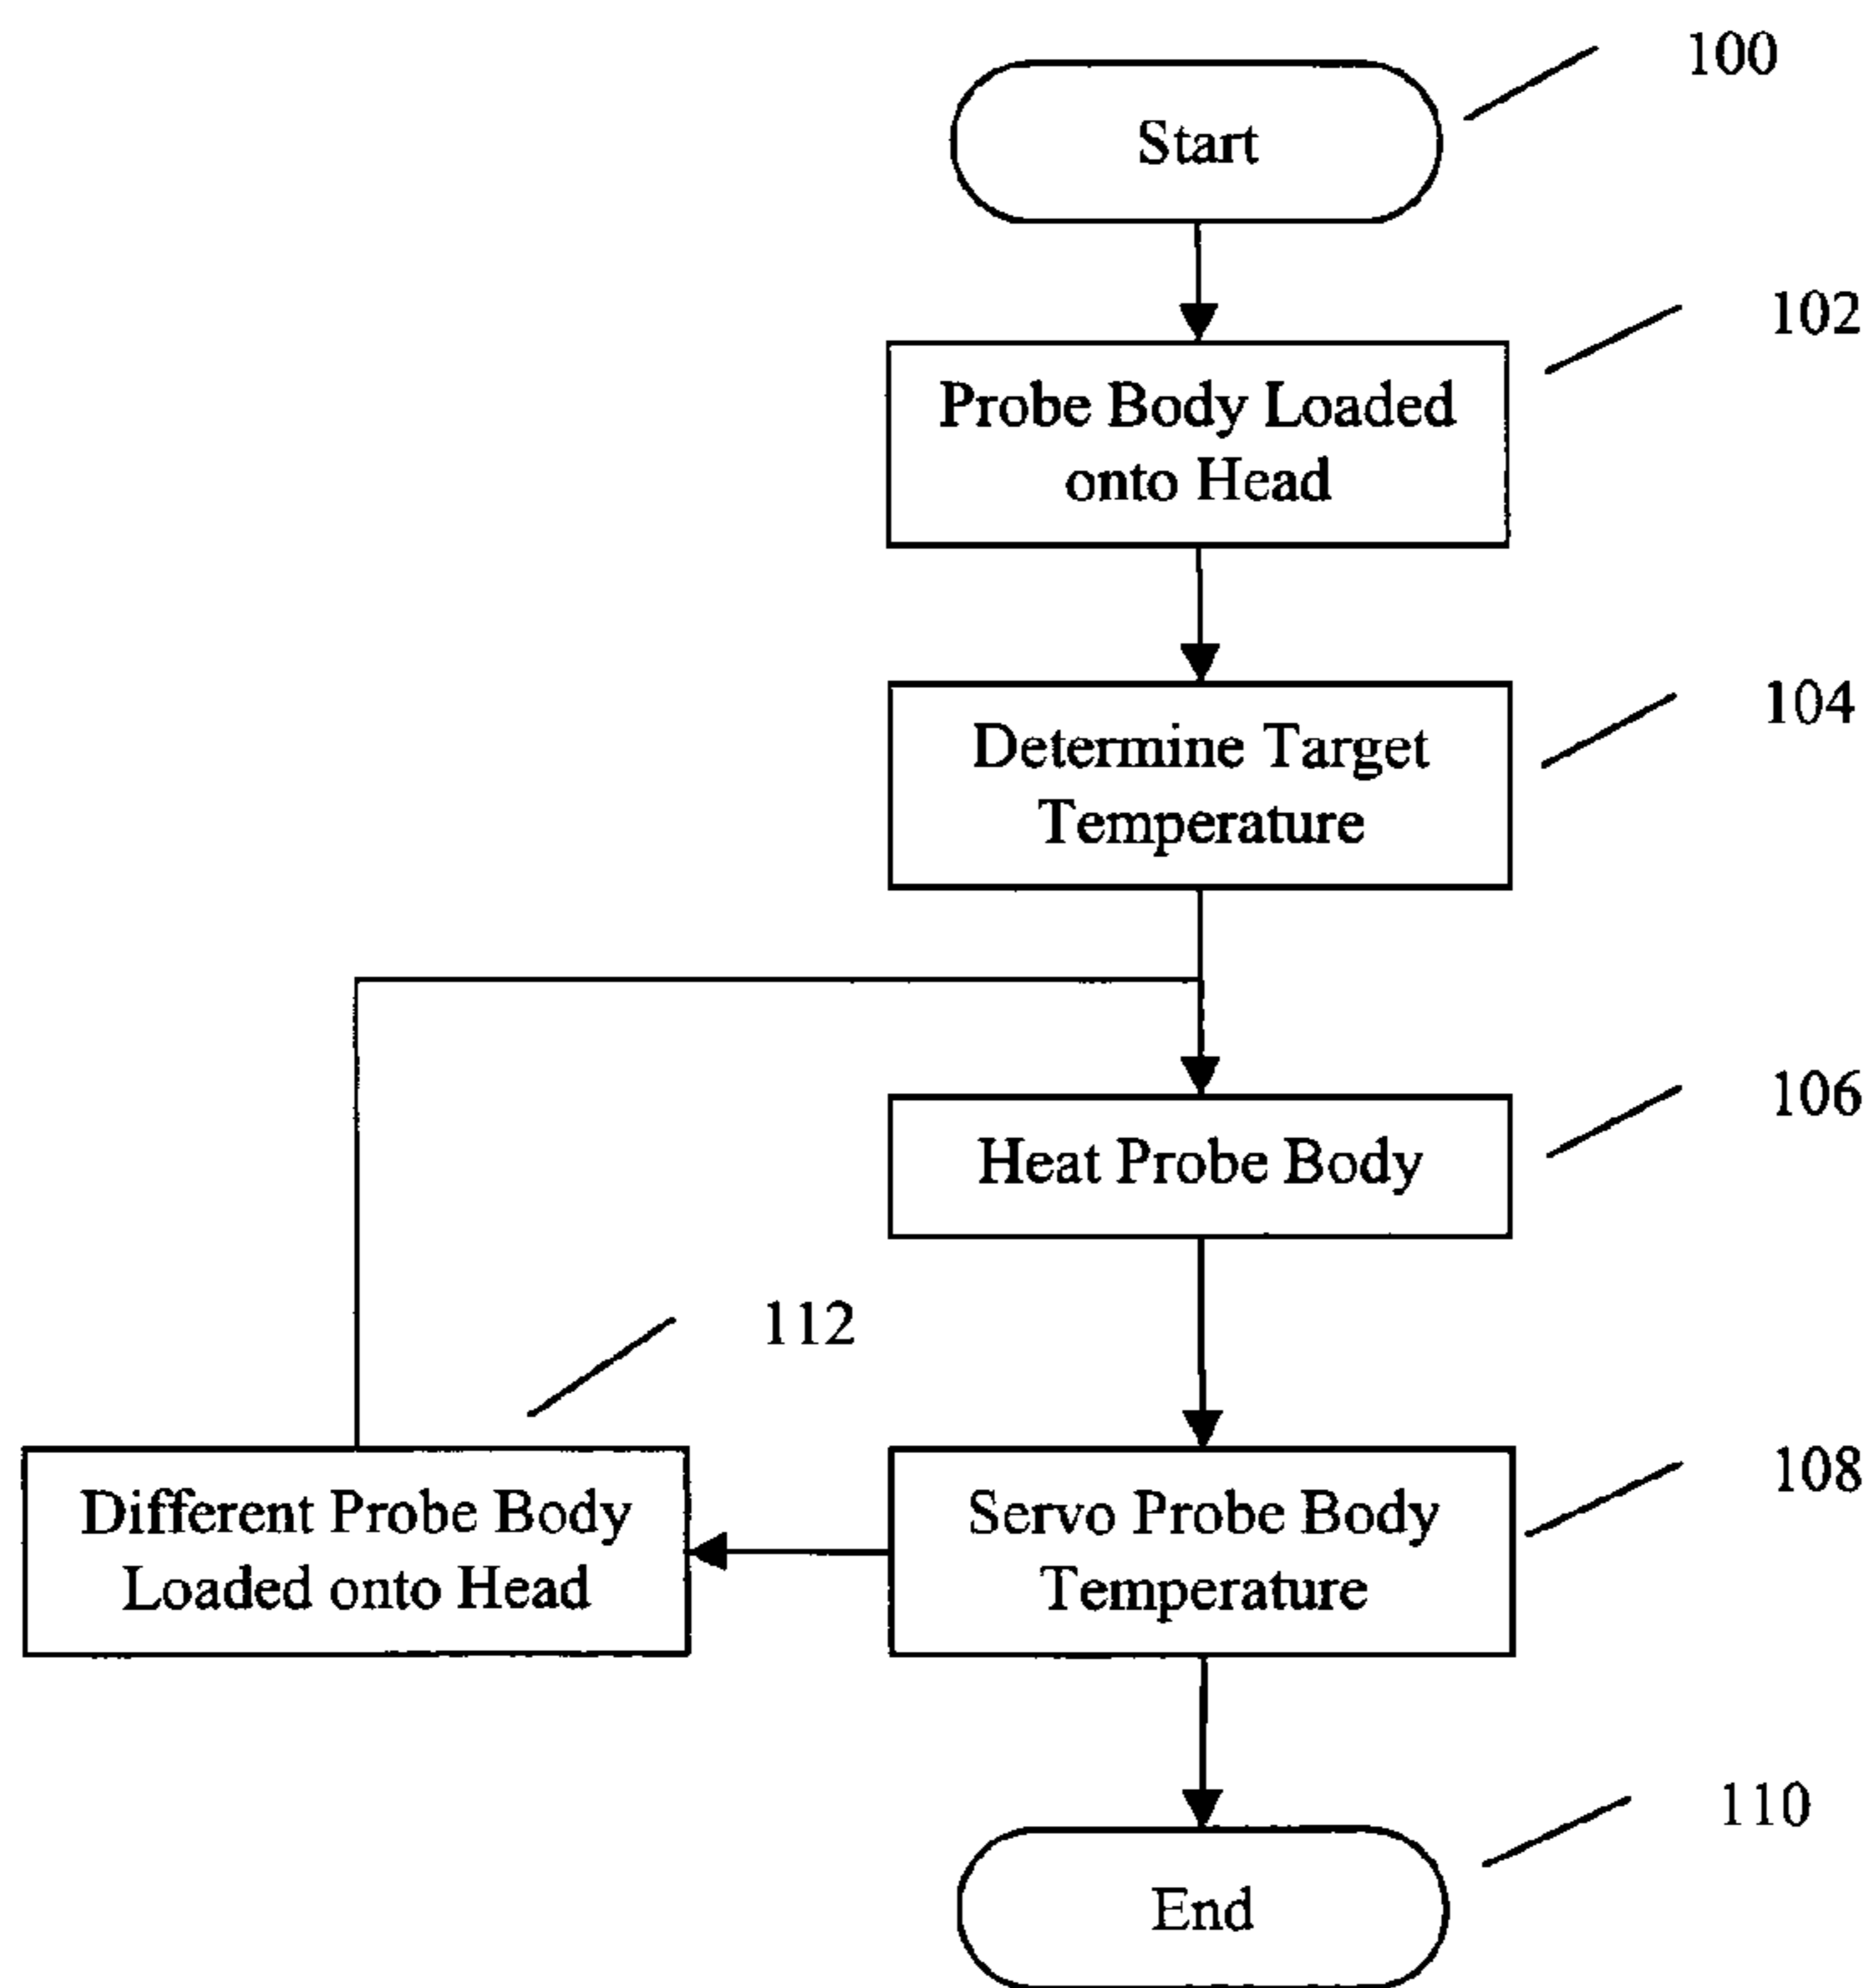 100
Start
102
Probe Body Loaded
onto Head
104
Determine Target
Temperature
106
Heat Probe Body
112
108
Different Probe Body
Loaded onto Head
Servo Probe Body
Temperature
110
End